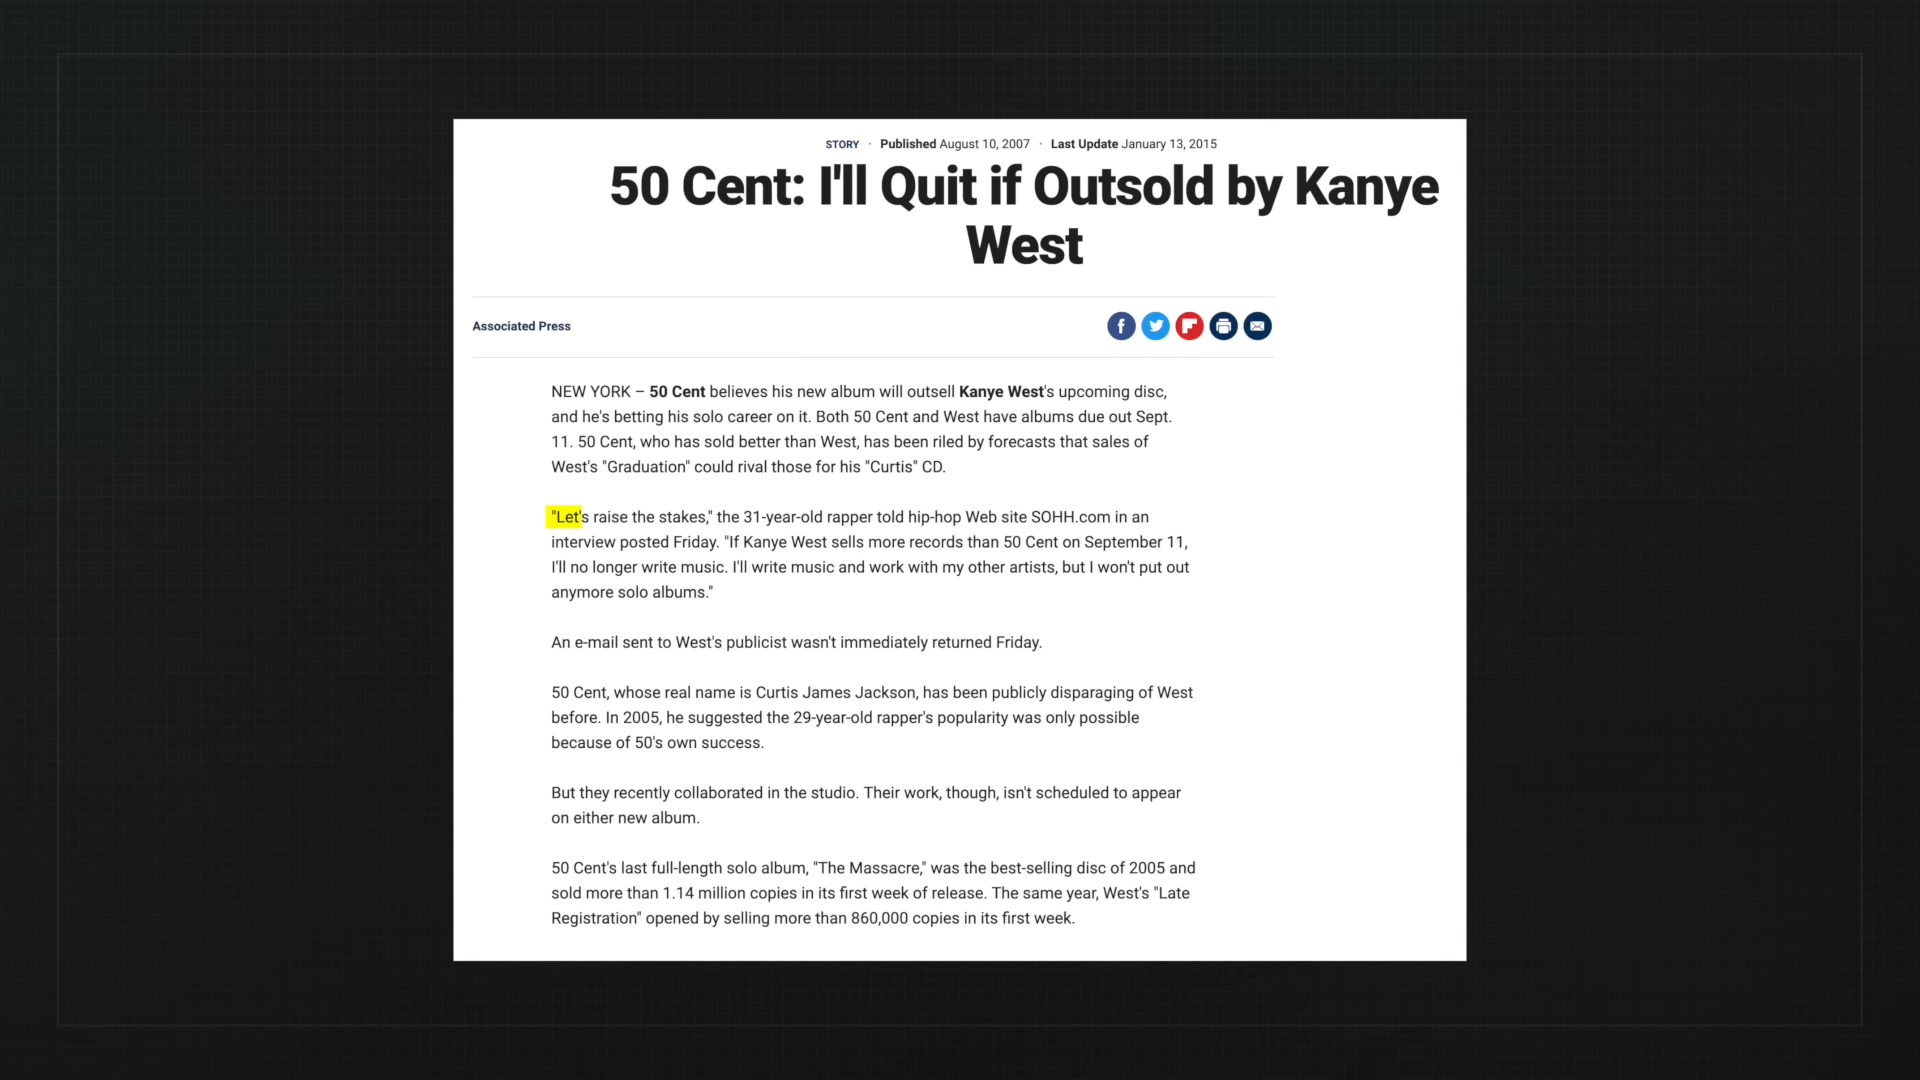 STORY · Published August 10, 2007 · Last Update January 13, 2015
50 Cent: I'll Quit if Outsold by Kanye
West
Associated Press
NEW YORK – 50 Cent believes his new album will outsell Kanye West's upcoming disc,
and he's betting his solo career on it. Both 50 Cent and West have albums due out Sept.
11. 50 Cent, who has sold better than West, has been riled by forecasts that sales of
West's "Graduation" could rival those for his "Curtis" CD.
"Let's raise the stakes," the 31-year-old rapper told hip-hop Web site SOHH.com in an
interview posted Friday. "If Kanye West sells more records than 50 Cent on September 11,
I'll no longer write music. I'll write music and work with my other artists, but I won't put out
anymore solo albums."
An e-mail sent to West's publicist wasn't immediately returned Friday.
50 Cent, whose real name is Curtis James Jackson, has been publicly disparaging of West
before. In 2005, he suggested the 29-year-old rapper's popularity was only possible
because of 50's own success.
But they recently collaborated in the studio. Their work, though, isn't scheduled to appear
on either new album.
50 Cent's last full-length solo album, "The Massacre," was the best-selling disc of 2005 and
sold more than 1.14 million copies in its first week of release. The same year, West's "Late
Registration" opened by selling more than 860,000 copies in its first week.